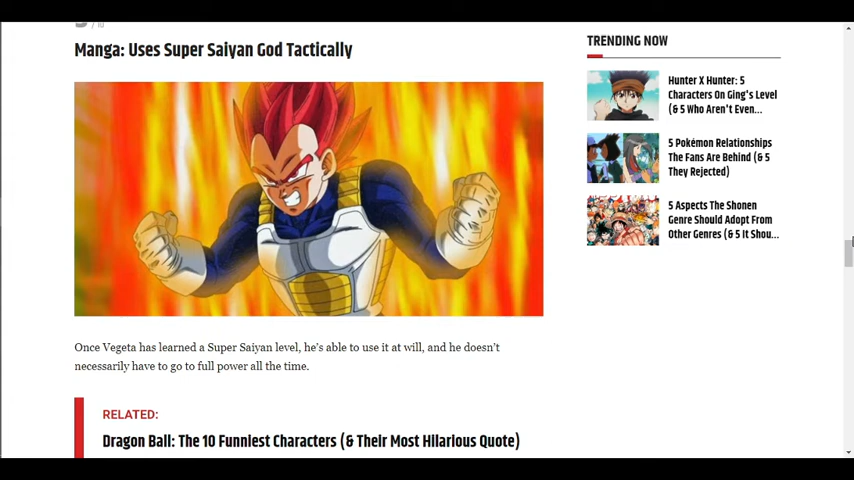 / 10
Manga: Uses Super Saiyan God Tactically
Once Vegeta has learned a Super Saiyan level, he's able to use it at will, and he doesn't
necessarily have to go to full power all the time.
RELATED:
Dragon Ball: The 10 Funniest Characters (& Their Most Hilarious Quote)
TRENDING NOW
Hunter X Hunter: 5
Characters On Ging's Level
(& 5 Who Aren't Even...
5 Pokémon Relationships
The Fans Are Behind (& 5
They Rejected)
5 Aspects The Shonen
Genre Should Adopt From
Other Genres (& 5 It Shou...